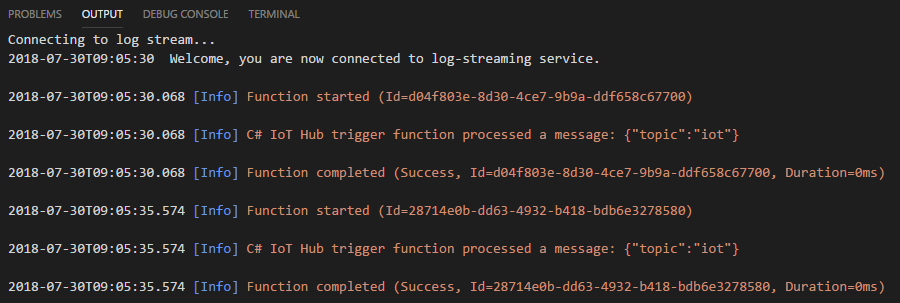 PROBLEMS OUTPUT DEBUG CONSOLE TERMINAL
Connecting to log stream...
2018-07-30T09:05:30  Welcome, you are now connected to log-streaming service.
2018-07-30T09:05:30.068 [Info] Function started (Id=d04f803e-8d30-4ce7-9b9a-ddf658c67700)
2018-07-30T09:05:30.068 [Info] C# IoT Hub trigger function processed a message: {"topic":"iot"}
2018-07-30T09:05:30.068 [Info] Function completed (Success, Id=d04f803e-8d30-4ce7-9b9a-ddf658c67700, Duration=0ms)
2018-07-30T09:05:35.574 [Info] Function started (Id=28714e0b-dd63-4932-b418-bdb6e3278580)
2018-07-30T09:05:35.574 [Info] C# IoT Hub trigger function processed a message: {"topic":"iot"}
2018-07-30T09:05:35.574 [Info] Function completed (Success, Id=28714e0b-dd63-4932-b418-bdb6e3278580, Duration=0ms)